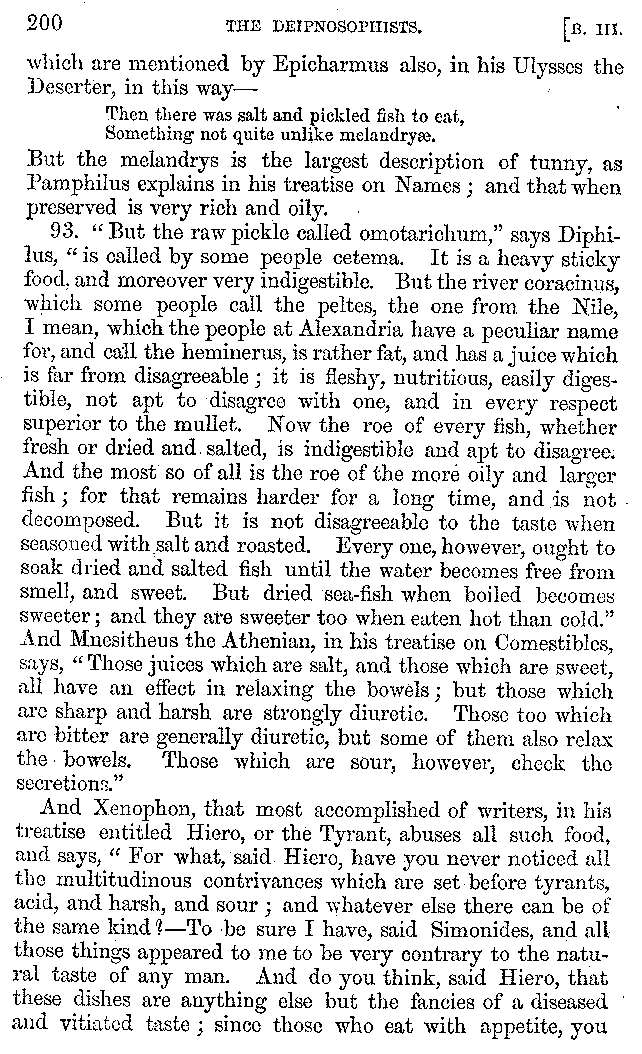 200 THE DEIPNOSOPHISTS. [B. III.
which are mentioned by Epicharmus also, in his Ulysses the
Deserter, in this way—
Then there was salt and pickled fish to eat,
Something not quite unlike melandryæ.
But the melandrys is the largest description of tunny, as
Pamphilus explains in his treatise on Names ; and that when
preserved is very rich and oily.
93. “ But the raw pickle called omotarichum,” says Diphi-
lus, “ is called by some people cetema. It is a heavy sticky
food, and moreover very indigestible. But the river coracinus,
which some people call the peltes, the one from the Nile,
I mean, which the people at Alexandria have a peculiar name
for, and call the heminerus, is rather fat, and has a juice which
is far from disagreeable ; it is fleshy, nutritious, easily diges-
tible, not apt to disagree with one, and in every respect
superior to the mullet. Now the roe of every fish, whether
fresh or dried and salted, is indigestible and apt to disagree.
And the most so of all is the roe of the more oily and larger
fish ; for that remains harder for a long time, and is not
decomposed. But it is not disagreeable to the taste when
seasoned with salt and roasted. Every one, however, ought to
soak dried and salted fish until the water becomes free from
smell, and sweet. But dried sea-fish when boiled becomes
sweeter ; and they are sweeter too when eaten hot than cold.”
And Mnesitheus the Athenian, in his treatise on Comestibles,
says, “ Those juices which are salt, and those which are sweet,
all have an effect in relaxing the bowels ; but those which
are sharp and harsh are strongly diuretic. Those too which
are bitter are generally diuretic, but some of them also relax
the bowels. Those which are sour, however, check the
secretions.”
And Xenophon, that most accomplished of writers, in his
treatise entitled Hiero, or the Tyrant, abuses all such food,
and says, “ For what, said Hiero, have you never noticed all
the multitudinous contrivances which are set before tyrants,
acid, and harsh, and sour ; and whatever else there can be of
the same kind ?—To be sure I have, said Simonides, and all
those things appeared to me to be very contrary to the natu-
ral taste of any man. And do you think, said Hiero, that
these dishes are anything else but the fancies of a diseased
and vitiated taste ; since those who eat with appetite, you